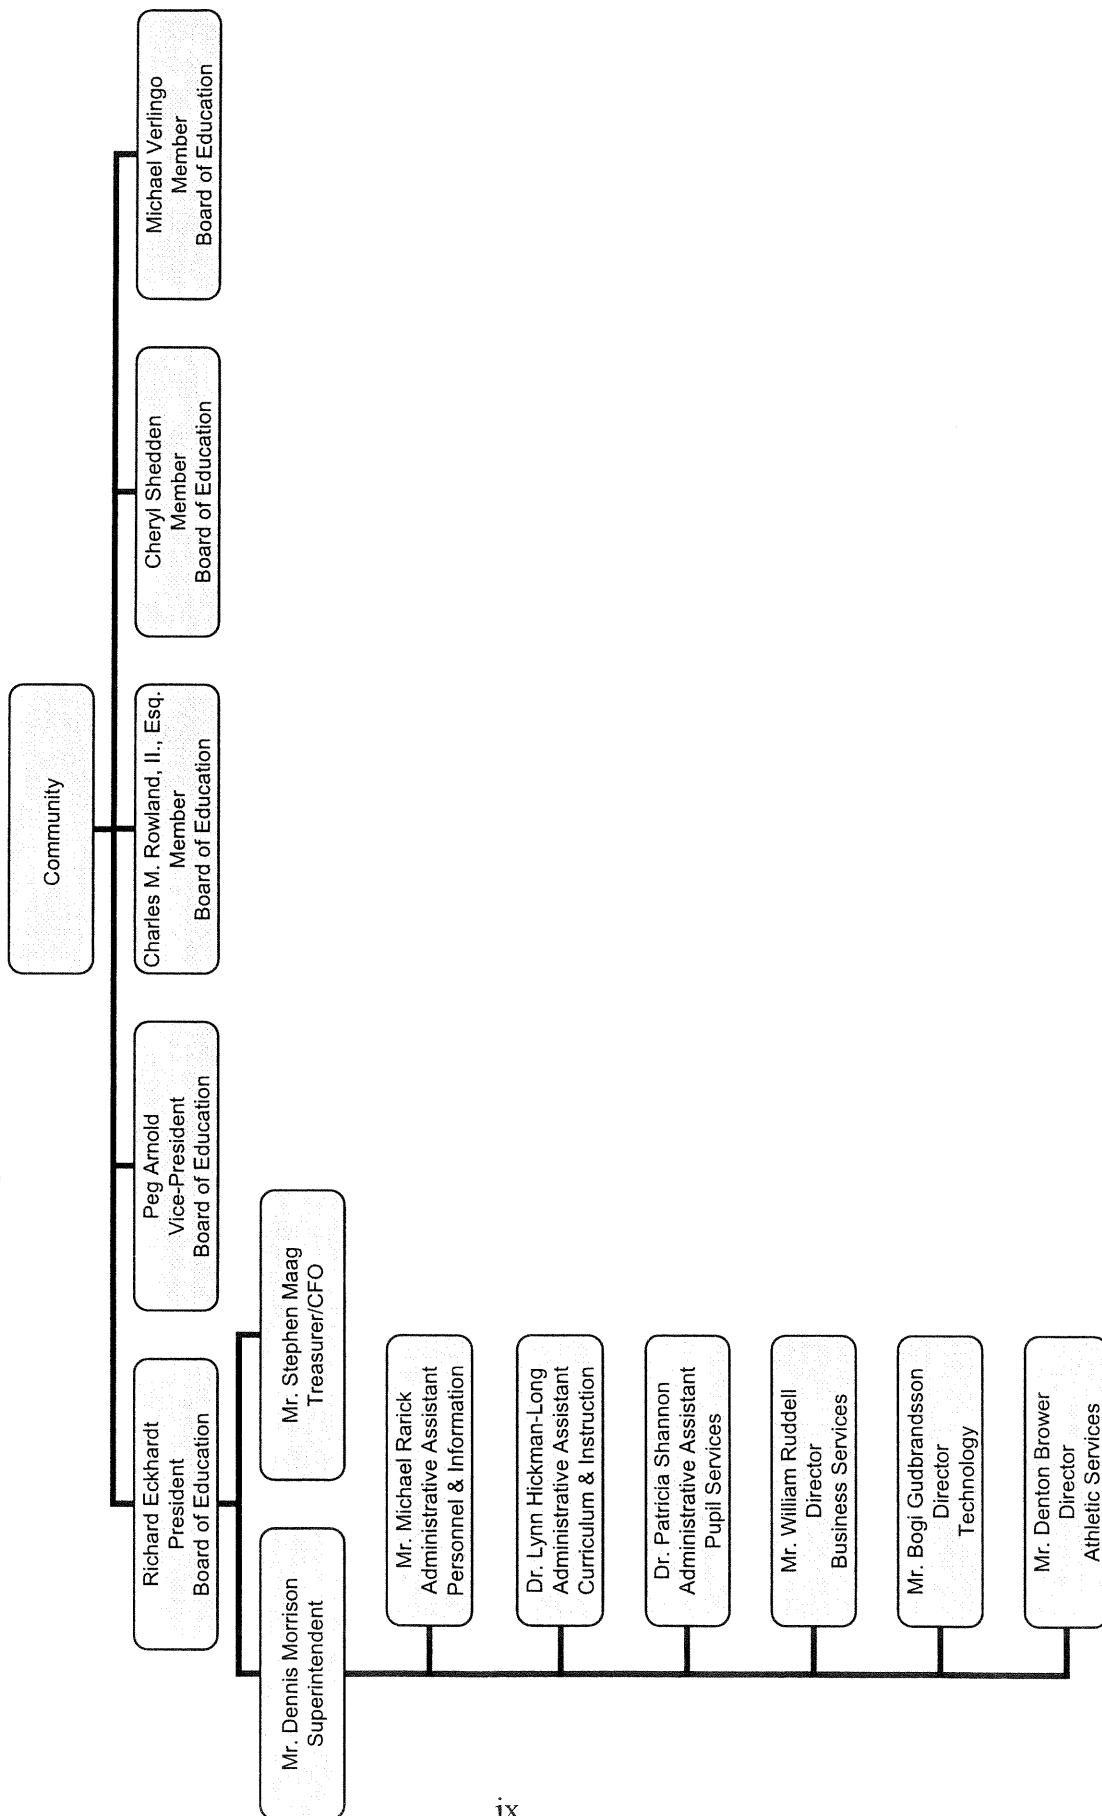 Community
Richard Eckhardt
President
Board of Education
Peg Arnold
Vice-President
Board of Education
Charles M. Rowland, II., Esq.
Member
Board of Education
Cheryl Shedden
Member
Board of Education
Michael Verlingo
Member
Board of Education
Mr. Dennis Morrison
Superintendent
Mr. Stephen Maag
Treasurer/CFO
Mr. Michael Rarick
Administrative Assistant
Personnel & Information
Dr. Lynn Hickman-Long
Administrative Assistant
Curriculum & Instruction
Dr. Patricia Shannon
Administrative Assistant
Pupil Services
Mr. William Ruddell
Director
Business Services
Mr. Bogi Gudbrandsson
Director
Technology
Mr. Denton Brower
Director
Athletic Services
ix